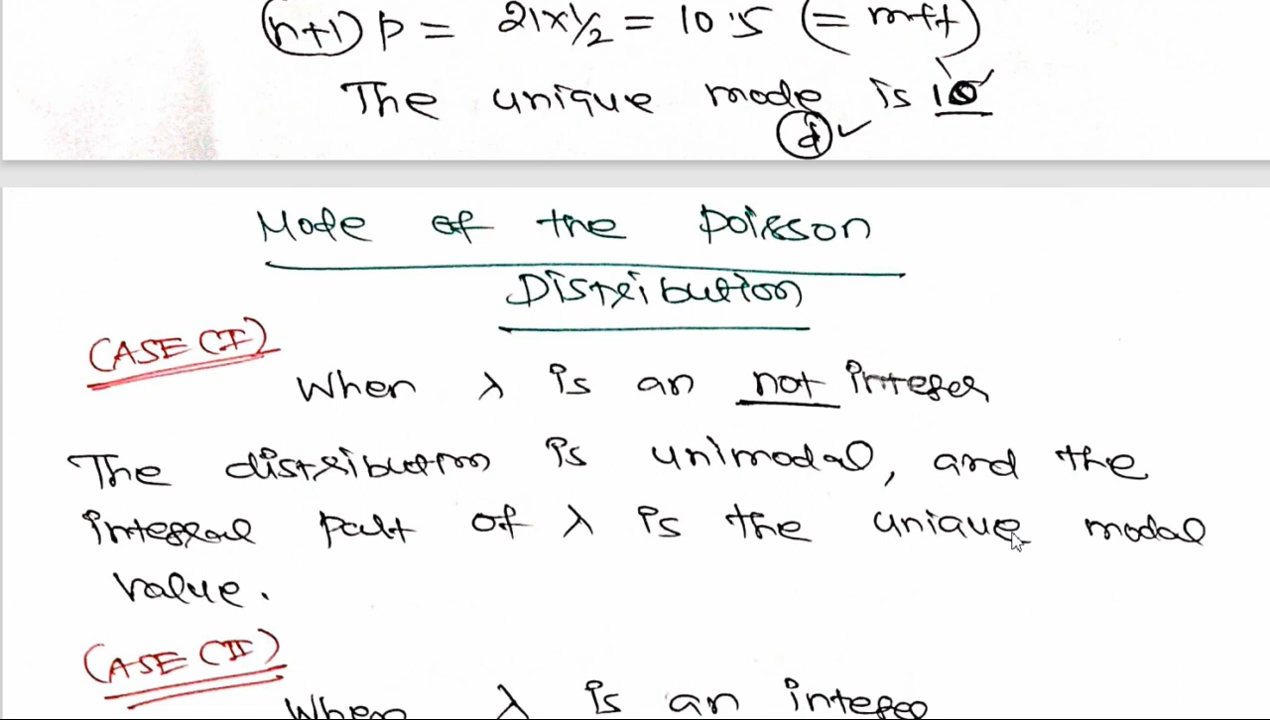 (n+1) p = 21x1/2 = 10.5 (= m+f)
The unique mode is 10
(d) ✓
Mode of the Poisson
Distribution
CASE (I)
When λ is an not integer
The distribution is unimodal, and the
integral part of λ is the unique modal
value.
CASE (II)
When λ is an integer